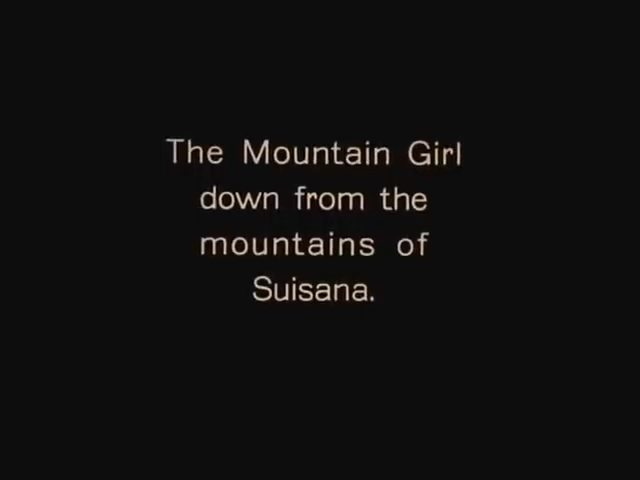 The Mountain Girl
down from the
mountains of
Suisana.